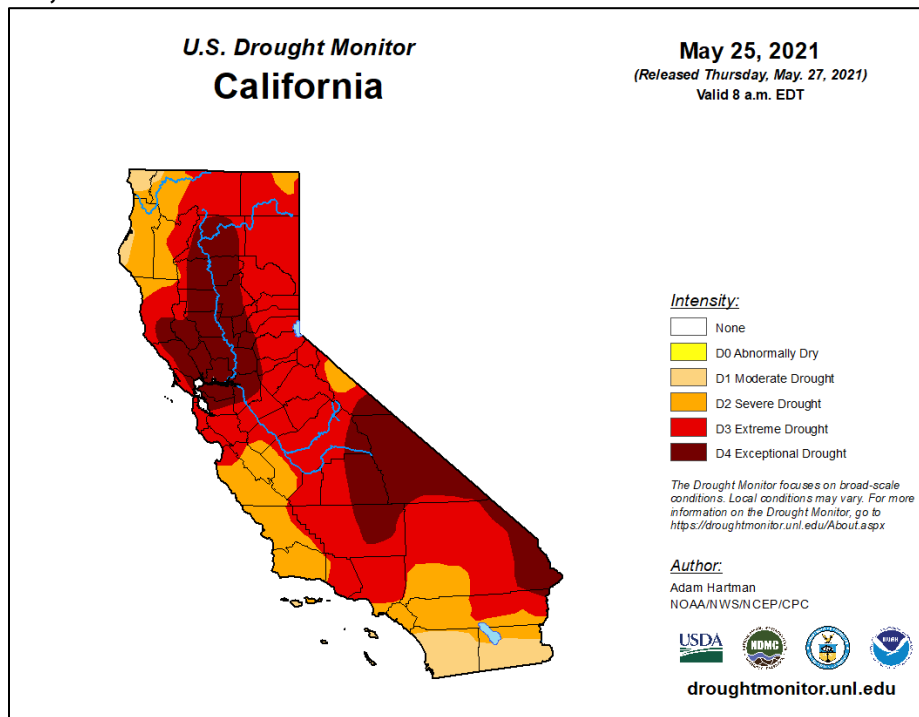 U.S. Drought Monitor
California
May 25, 2021
(Released Thursday, May. 27, 2021)
Valid 8 a.m. EDT
Intensity:
None
D0 Abnormally Dry
D1 Moderate Drought
D2 Severe Drought
D3 Extreme Drought
D4 Exceptional Drought
The Drought Monitor focuses on broad-scale
conditions. Local conditions may vary. For more
information on the Drought Monitor, go to
https://droughtmonitor.unl.edu/About.aspx
Author:
Adam Hartman
NOAA/NWS/NCEP/CPC
USDA
NDMC
NOAA
droughtmonitor.unl.edu